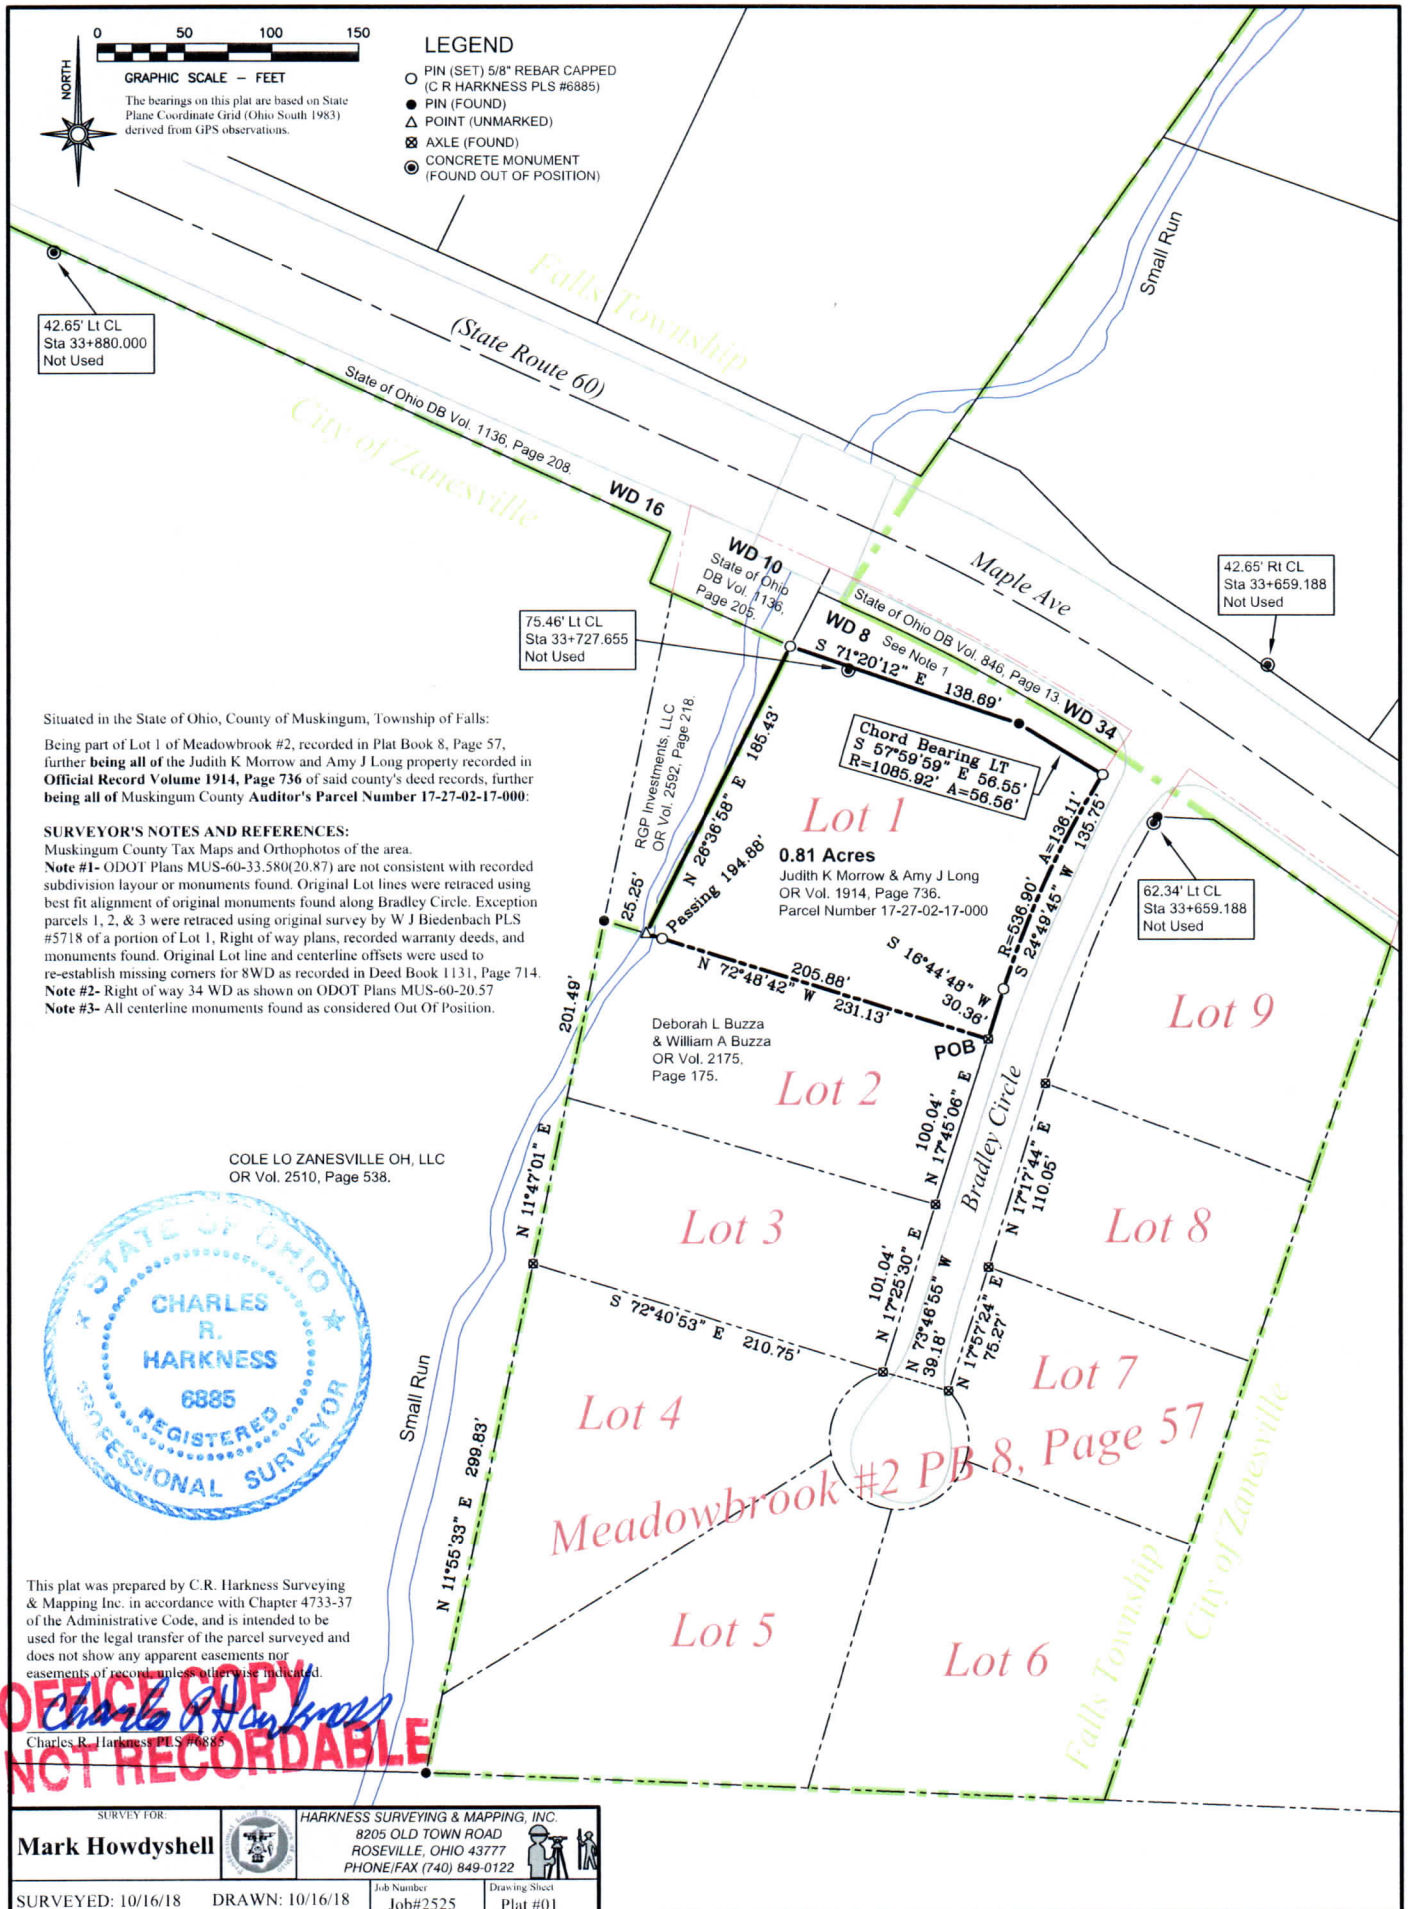 0 50 100 150
GRAPHIC SCALE – FEET
NORTH
The bearings on this plat are based on State
Plane Coordinate Grid (Ohio South 1983)
derived from GPS observations.
LEGEND
PIN (SET) 5/8" REBAR CAPPED
(C R HARKNESS PLS #6885)
PIN (FOUND)
POINT (UNMARKED)
AXLE (FOUND)
CONCRETE MONUMENT
(FOUND OUT OF POSITION)
Small Run
Falls Township
(State Route 60)
City of Zanesville
State of Ohio DB Vol. 1136, Page 208.
42.65' Lt CL
Sta 33+880.000
Not Used
WD 16
WD 10
State of Ohio
DB Vol. 1136,
Page 205.
Maple Ave
42.65' Rt CL
Sta 33+659.188
Not Used
75.46' Lt CL
Sta 33+727.655
Not Used
State of Ohio DB Vol. 846, Page 13.
WD 8 See Note 1
WD 34
S 71°20'12" E 138.69'
Chord Bearing LT
S 57°59'59" E 56.55'
R=1085.92' A=56.56'
RGP Investments, LLC
OR Vol. 2592, Page 218.
N 26°36'58" E 185.43'
Passing 194.88'
25.25'
Lot 1
0.81 Acres
Judith K Morrow & Amy J Long
OR Vol. 1914, Page 736.
Parcel Number 17-27-02-17-000
R=536.90' A=136.11'
S 24°49'45" W 135.75'
S 16°44'48" W
30.36'
62.34' Lt CL
Sta 33+659.188
Not Used
205.88'
N 72°48'42" W 231.13'
POB
Situated in the State of Ohio, County of Muskingum, Township of Falls:
Being part of Lot 1 of Meadowbrook #2, recorded in Plat Book 8, Page 57,
further being all of the Judith K Morrow and Amy J Long property recorded in
Official Record Volume 1914, Page 736 of said county's deed records, further
being all of Muskingum County Auditor's Parcel Number 17-27-02-17-000:
SURVEYOR'S NOTES AND REFERENCES:
Muskingum County Tax Maps and Orthophotos of the area.
Note #1- ODOT Plans MUS-60-33.580(20.87) are not consistent with recorded
subdivision layour or monuments found. Original Lot lines were retraced using
best fit alignment of original monuments found along Bradley Circle. Exception
parcels 1, 2, & 3 were retraced using original survey by W J Biedenbach PLS
#5718 of a portion of Lot 1, Right of way plans, recorded warranty deeds, and
monuments found. Original Lot line and centerline offsets were used to
re-establish missing corners for 8WD as recorded in Deed Book 1131, Page 714.
Note #2- Right of way 34 WD as shown on ODOT Plans MUS-60-20.57
Note #3- All centerline monuments found as considered Out Of Position.
201.49'
N 11°47'01" E
Deborah L Buzza
& William A Buzza
OR Vol. 2175,
Page 175.
Lot 2
Lot 9
100.04'
N 17°45'06" E
Bradley Circle
N 17°17'44" E
110.05'
COLE LO ZANESVILLE OH, LLC
OR Vol. 2510, Page 538.
Lot 3
Lot 8
101.04'
N 17°25'30" E
N 73°46'55" W
39.18'
N 17°57'24" E
75.27'
S 72°40'53" E 210.75'
STATE OF OHIO
CHARLES
R.
HARKNESS
6885
REGISTERED
PROFESSIONAL SURVEYOR
Small Run
N 11°55'33" E 299.83'
Lot 4
Lot 7
Meadowbrook #2 PB 8, Page 57
Lot 5
Lot 6
Falls Township
City of Zanesville
This plat was prepared by C.R. Harkness Surveying
& Mapping Inc. in accordance with Chapter 4733-37
of the Administrative Code, and is intended to be
used for the legal transfer of the parcel surveyed and
does not show any apparent easements nor
easements of record, unless otherwise indicated.
OFFICE COPY
Charles R Harkness
Charles R. Harkness PLS #6885
NOT RECORDABLE
SURVEY FOR:
Mark Howdyshell
Professional Land Surveyors of Ohio
HARKNESS SURVEYING & MAPPING, INC.
8205 OLD TOWN ROAD
ROSEVILLE, OHIO 43777
PHONE/FAX (740) 849-0122
SURVEYED: 10/16/18 DRAWN: 10/16/18
Job Number
Job#2525
Drawing Sheet
Plat #01